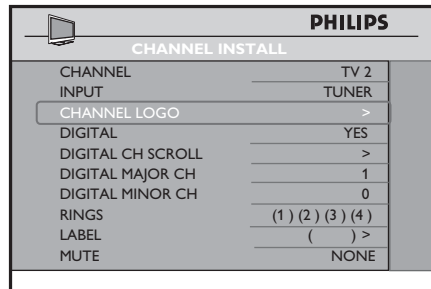 PHILIPS
CHANNEL INSTALL
CHANNEL TV 2
INPUT TUNER
CHANNEL LOGO >
DIGITAL YES
DIGITAL CH SCROLL >
DIGITAL MAJOR CH 1
DIGITAL MINOR CH 0
RINGS (1 ) (2 ) (3 ) (4 )
LABEL ( ) >
MUTE NONE